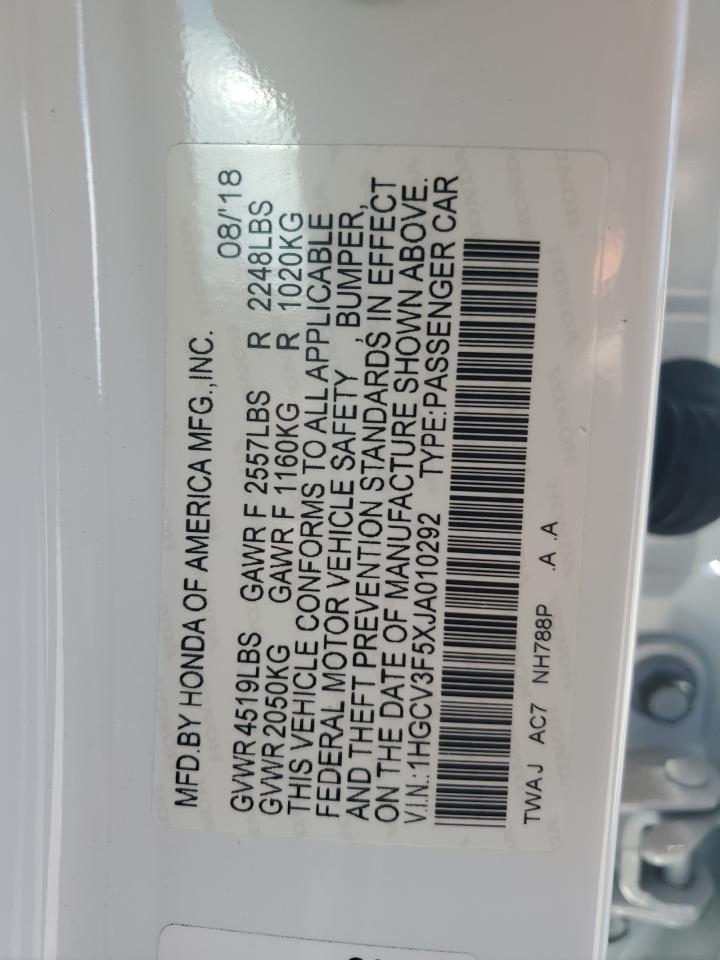 MFD.BY HONDA OF AMERICA MFG.,INC.
08/'18
GVWR 4519LBS GAWR F 2557LBS R 2248LBS
GVWR 2050KG GAWR F 1160KG R 1020KG
THIS VEHICLE CONFORMS TO ALL APPLICABLE
FEDERAL MOTOR VEHICLE SAFETY , BUMPER,
AND THEFT PREVENTION STANDARDS IN EFFECT
ON THE DATE OF MANUFACTURE SHOWN ABOVE.
V.I.N.:1HGCV3F5XJA010292 TYPE:PASSENGER CAR
TWAJ AC7 NH788P .A .A